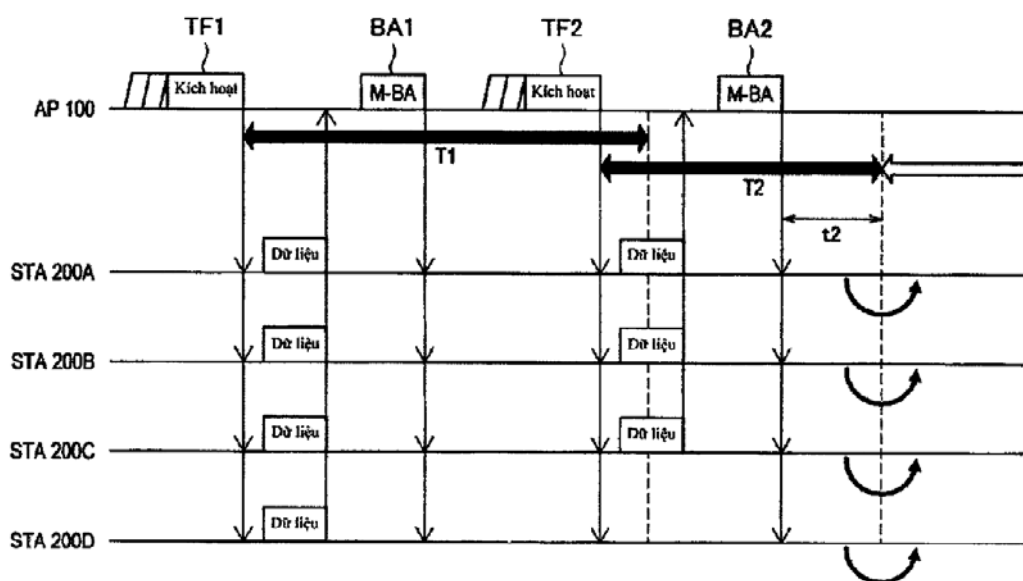 TF1 BA1 TF2 BA2
Kích hoạt M-BA Kích hoạt M-BA
AP 100
T1
T2
t2
Dữ liệu Dữ liệu
STA 200A
Dữ liệu Dữ liệu
STA 200B
Dữ liệu Dữ liệu
STA 200C
Dữ liệu
STA 200D